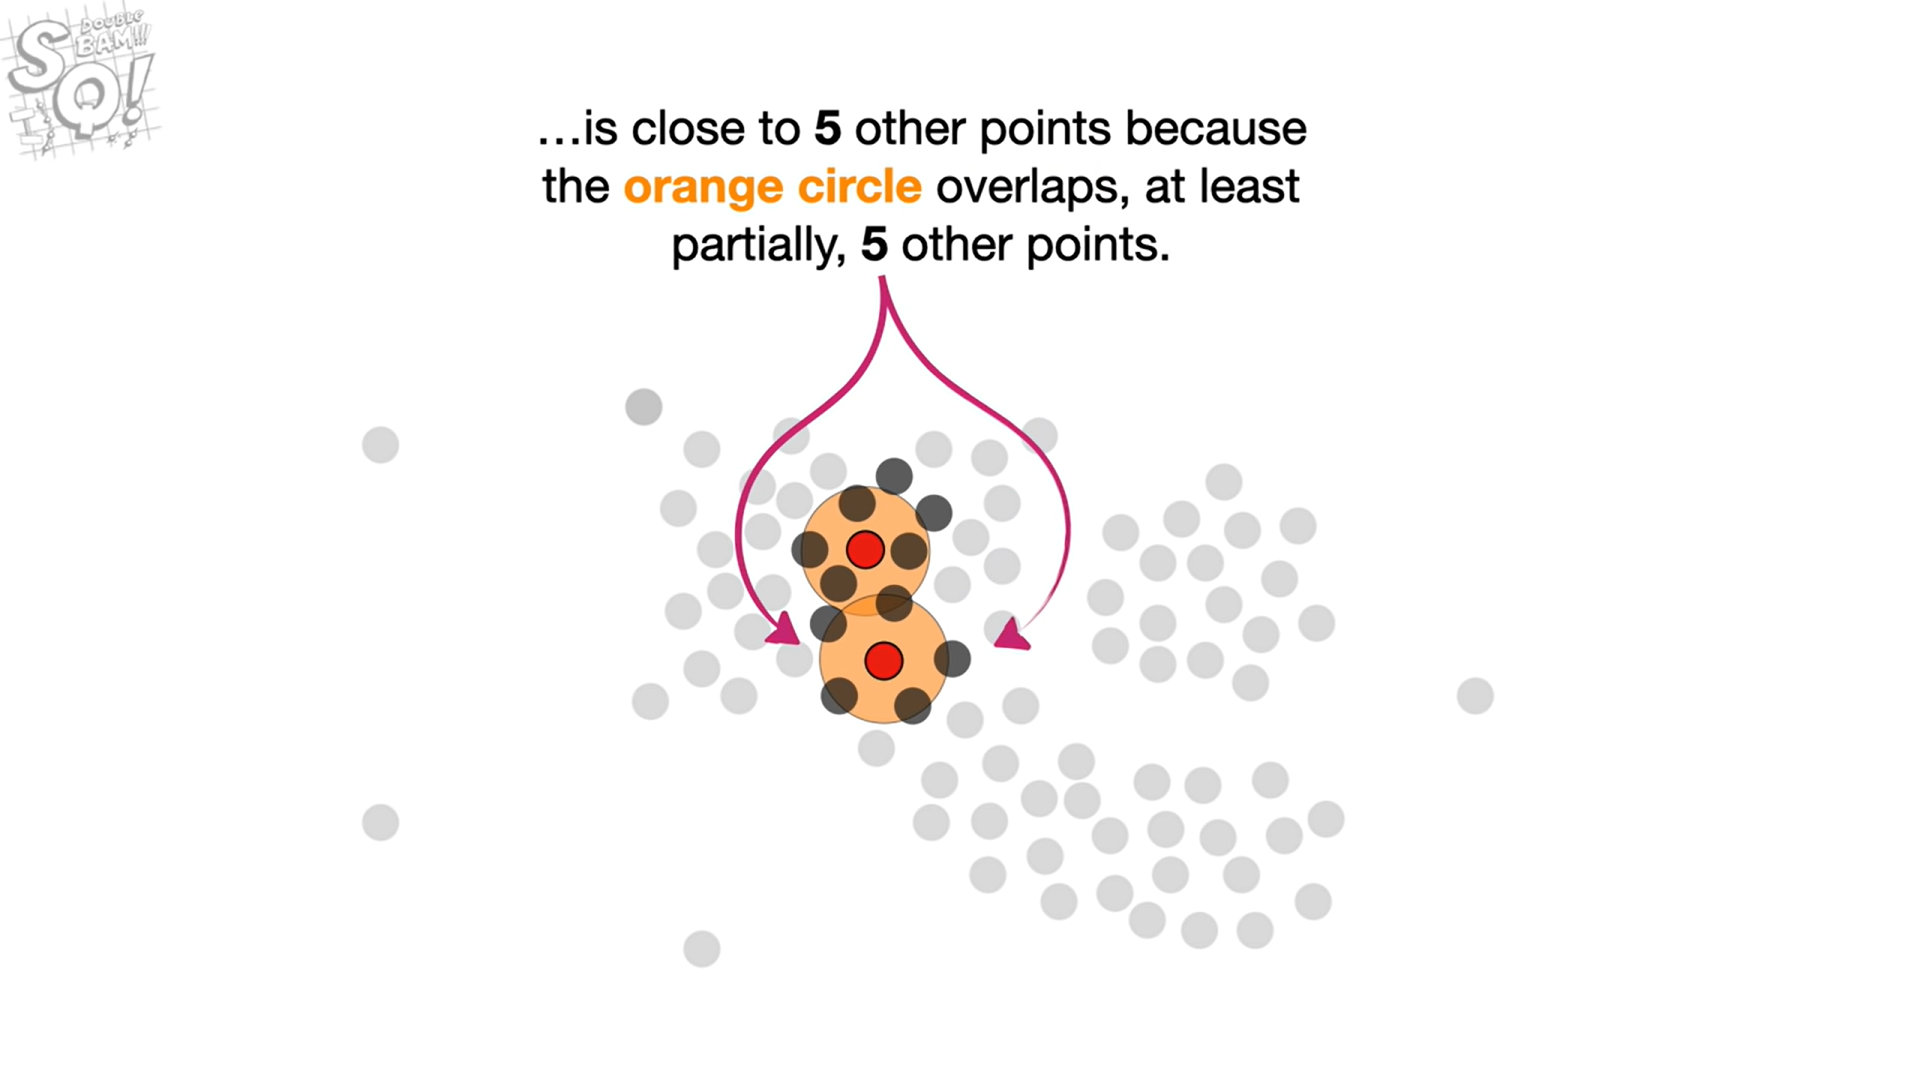 DOUBLE
BAM!!!
SQ!
...is close to 5 other points because
the orange circle overlaps, at least
partially, 5 other points.